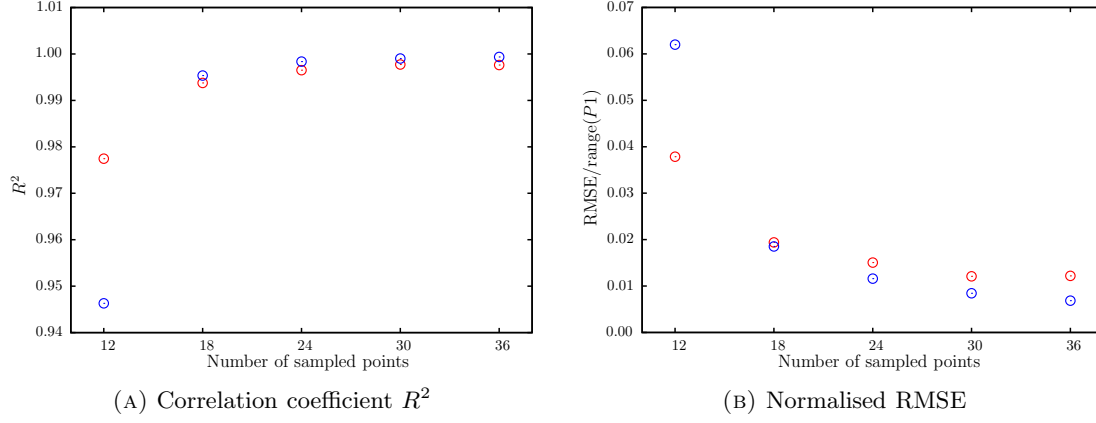 1.01
1.00
0.99
0.98
0.97
0.96
0.95
0.94
R²
12 18 24 30 36
Number of sampled points
(A) Correlation coefficient R²
0.07
0.06
0.05
0.04
0.03
0.02
0.01
0.00
RMSE/range(P1)
12 18 24 30 36
Number of sampled points
(B) Normalised RMSE